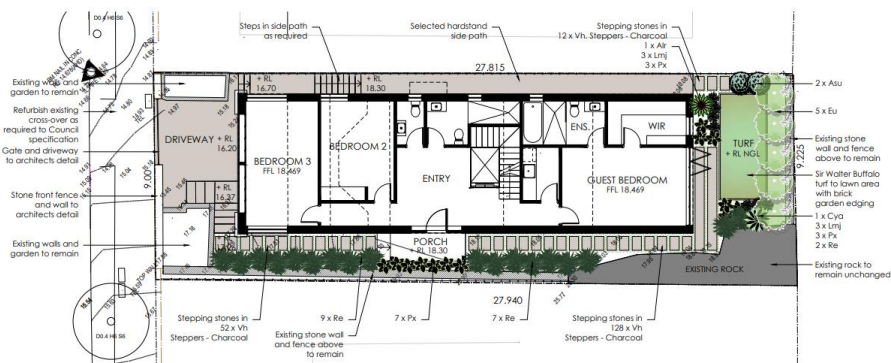 D0.4 H6 S6
Steps in side path
as required
Selected hardstand
side path
Stepping stones in
12 x Vh. Steppers - Charcoal
1 x Alr
3 x Lmj
3 x Px
27.815
Existing walls and
garden to remain
Refurbish existing
cross-over as
required to Council
specification
Gate and driveway
to architects detail
Stone front fence
and wall to
architects detail
Existing walls and
garden to remain
+ RL
16.70
+ RL
18.30
DRIVEWAY
+ RL
16.20
+ RL
16.37
9.00
BEDROOM 3
FFL 18.469
BEDROOM 2
ENTRY
ENS.
WIR
GUEST BEDROOM
FFL 18.469
TURF
+ RL NGL
9.225
2 x Asu
5 x Eu
Existing stone
wall and fence
above to remain
Sir Walter Buffalo
turf to lawn area
with brick
garden edging
1 x Cya
3 x Lmj
3 x Px
2 x Re
Existing rock to
remain unchanged
PORCH
+ RL 18.30
EXISTING ROCK
27.940
Stepping stones in
52 x Vh
Steppers - Charcoal
9 x Re
Existing stone wall
and fence above
to remain
7 x Px
7 x Re
Stepping stones in
128 x Vh
Steppers - Charcoal
D0.4 H6 S6